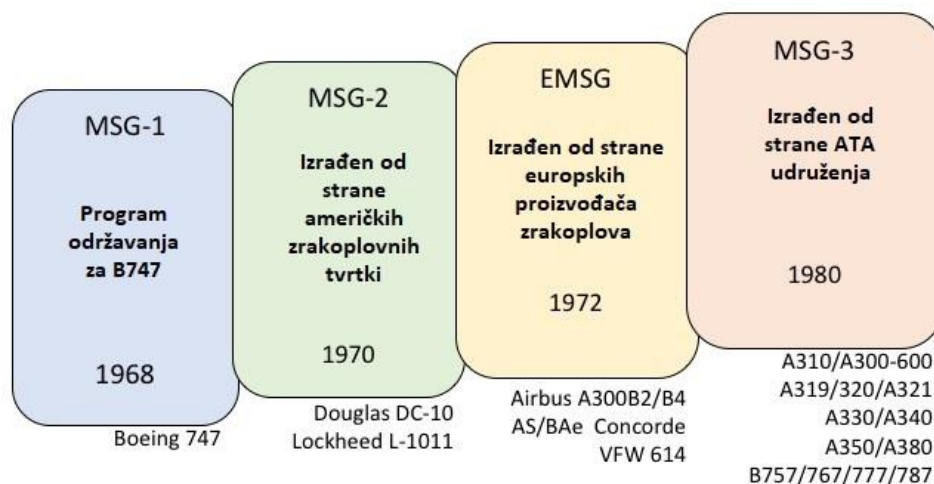 MSG-1
Program
održavanja
za B747
1968
Boeing 747
MSG-2
Izrađen od
strane
američkih
zrakoplovnih
tvrtki
1970
Douglas DC-10
Lockheed L-1011
EMSG
Izrađen od strane
europskih
proizvođača
zrakoplova
1972
Airbus A300B2/B4
AS/BAe Concorde
VFW 614
MSG-3
Izrađen od
strane ATA
udruženja
1980
A310/A300-600
A319/320/A321
A330/A340
A350/A380
B757/767/777/787